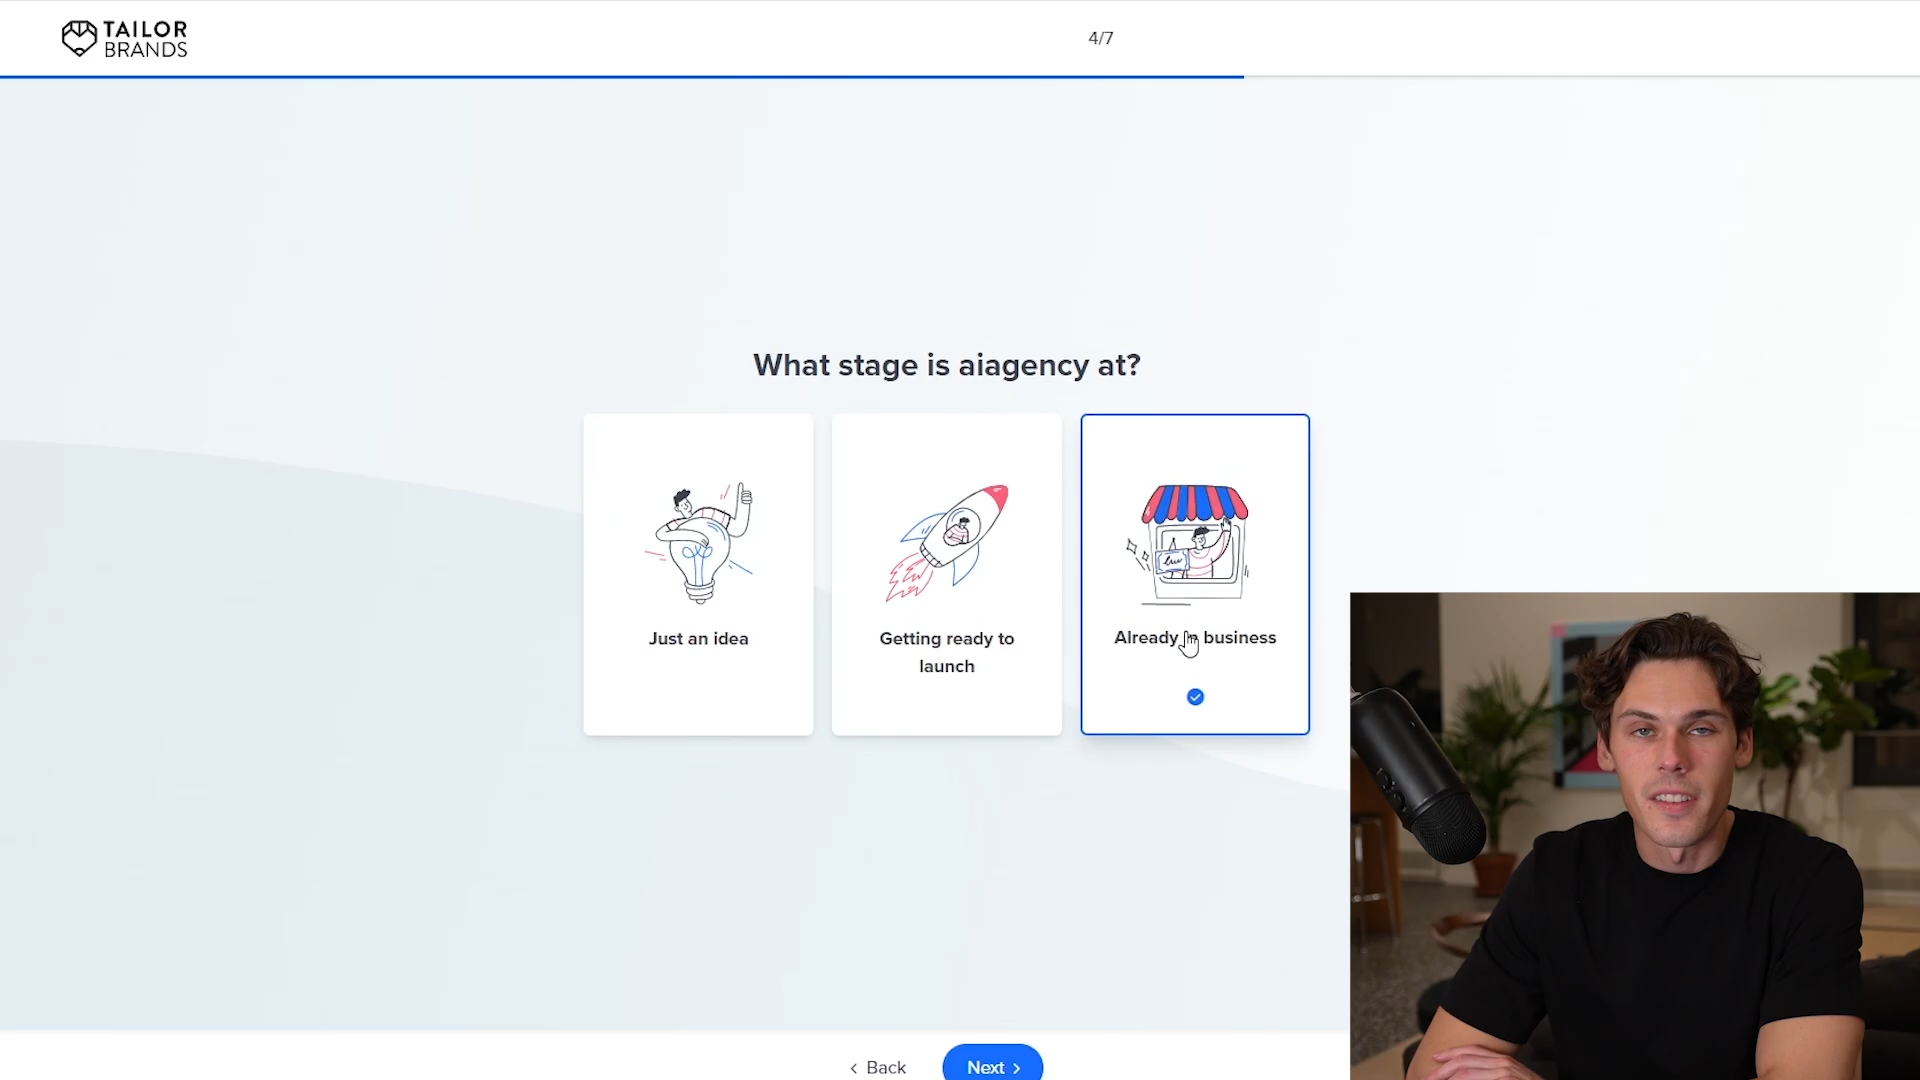 TAILOR
BRANDS
4/7
What stage is aiagency at?
Just an idea
Getting ready to
launch
Already in business
Back
Next